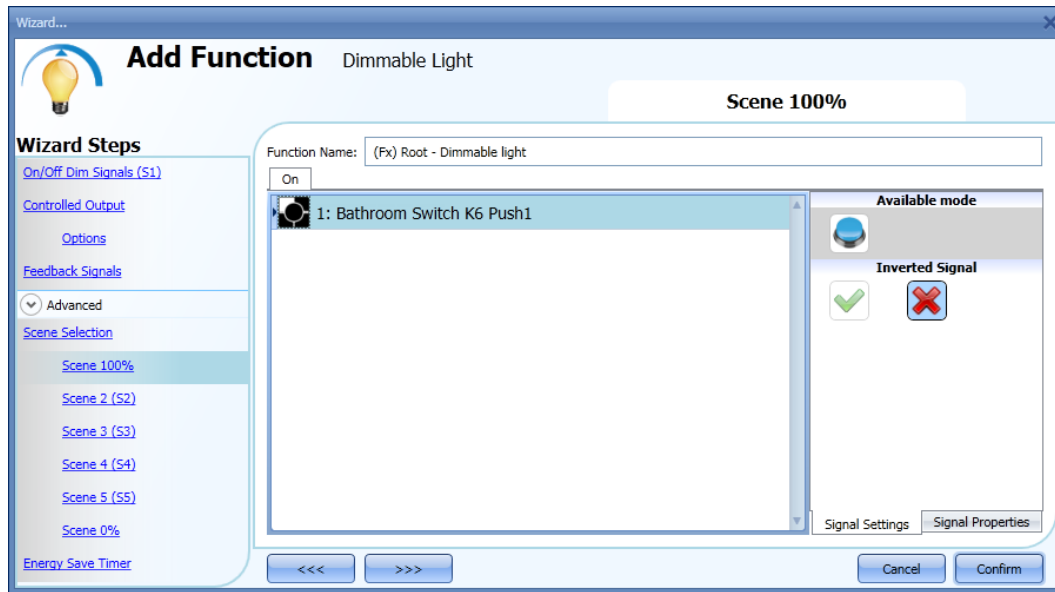 Wizard...
Add Function Dimmable Light
Scene 100%
Wizard Steps
On/Off Dim Signals (S1)
Controlled Output
Options
Feedback Signals
Advanced
Scene Selection
Scene 100%
Scene 2 (S2)
Scene 3 (S3)
Scene 4 (S4)
Scene 5 (S5)
Scene 0%
Energy Save Timer
Function Name: (Fx) Root - Dimmable light
On
1: Bathroom Switch K6 Push1
Available mode
Inverted Signal
Signal Settings Signal Properties
<<< >>> Cancel Confirm